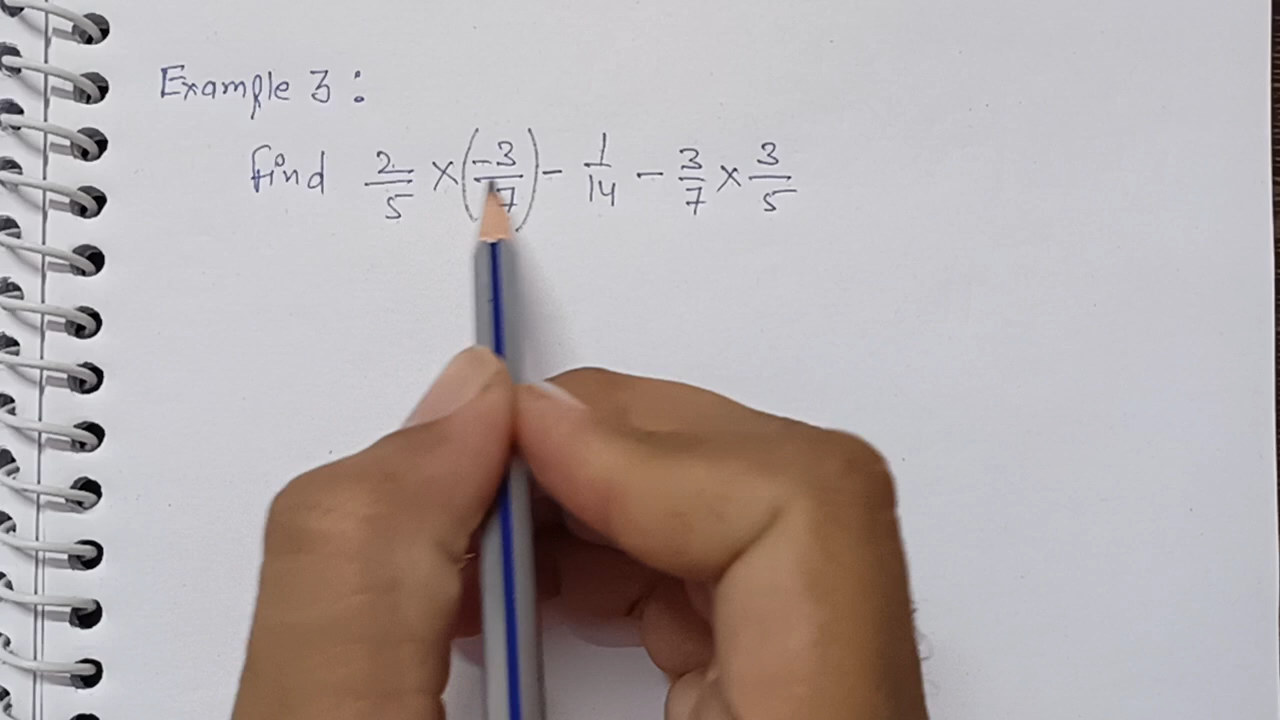 Example 3 :
find 2/5 × (-3/7) - 1/14 - 3/7 × 3/5